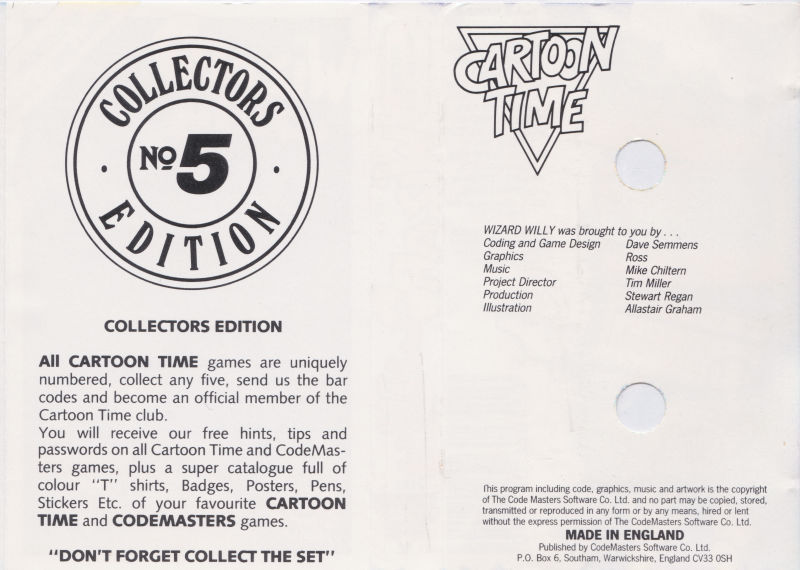 COLLECTORS
No 5
EDITION
COLLECTORS EDITION
All CARTOON TIME games are uniquely
numbered, collect any five, send us the bar
codes and become an official member of the
Cartoon Time club.
You will receive our free hints, tips and
passwords on all Cartoon Time and CodeMas-
ters games, plus a super catalogue full of
colour "T" shirts, Badges, Posters, Pens,
Stickers Etc. of your favourite CARTOON
TIME and CODEMASTERS games.
"DON'T FORGET COLLECT THE SET"
CARTOON
TIME
WIZARD WILLY was brought to you by . . .
Coding and Game Design Dave Semmens
Graphics Ross
Music Mike Chiltern
Project Director Tim Miller
Production Stewart Regan
Illustration Allastair Graham
This program including code, graphics, music and artwork is the copyright
of The Code Masters Software Co. Ltd. and no part may be copied, stored,
transmitted or reproduced in any form or by any means, hired or lent
without the express permission of The CodeMasters Software Co. Ltd.
MADE IN ENGLAND
Published by CodeMasters Software Co. Ltd.
P.O. Box 6, Southam, Warwickshire, England CV33 0SH